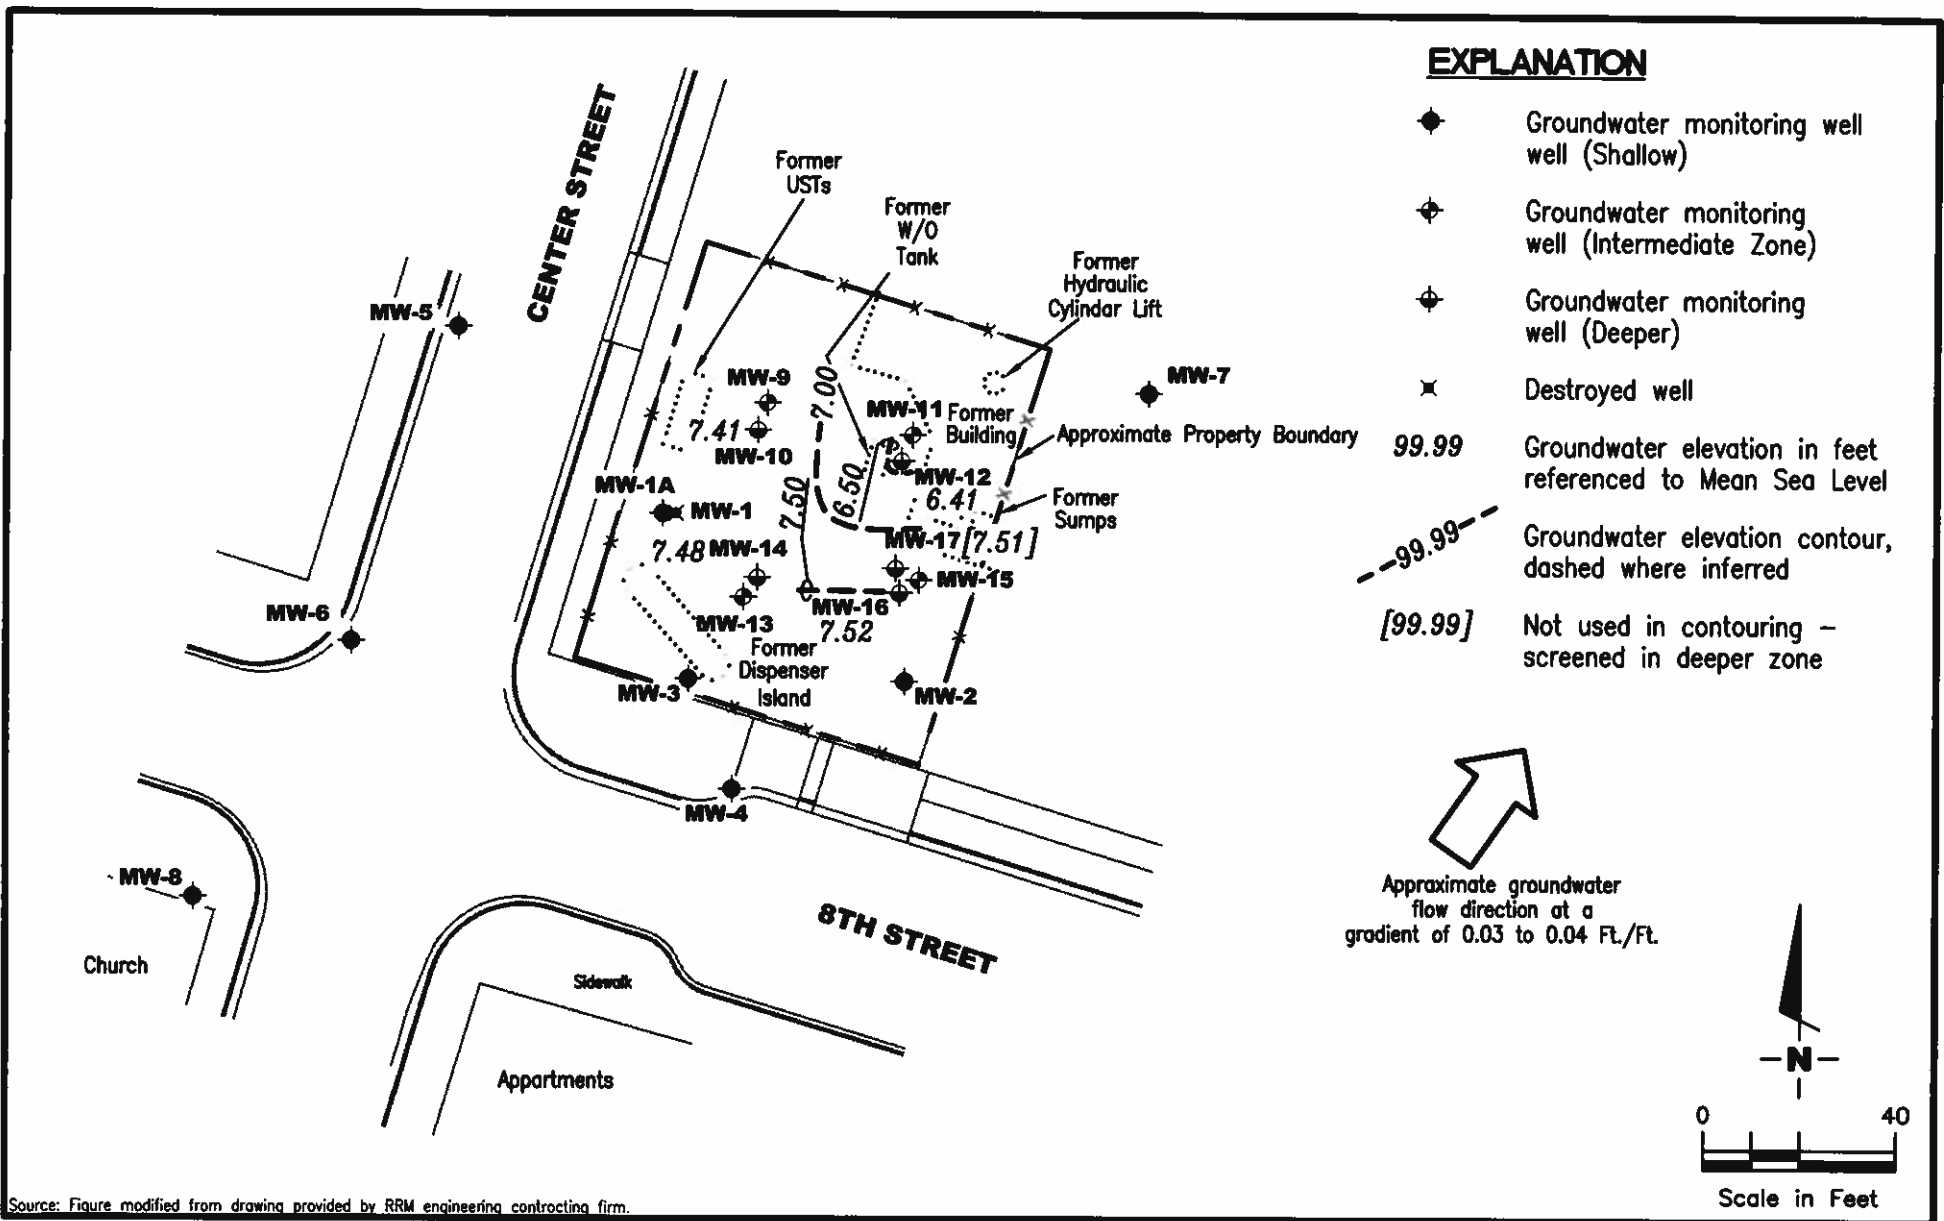 EXPLANATION
Groundwater monitoring well
well (Shallow)
Groundwater monitoring
well (Intermediate Zone)
Groundwater monitoring
well (Deeper)
Destroyed well
99.99
Groundwater elevation in feet
referenced to Mean Sea Level
99.99
Groundwater elevation contour,
dashed where inferred
[99.99]
Not used in contouring –
screened in deeper zone
Approximate groundwater
flow direction at a
gradient of 0.03 to 0.04 Ft./Ft.
N
0
40
Scale in Feet
CENTER STREET
Former
USTs
Former
W/O
Tank
Former
Hydraulic
Cylindar Lift
MW-5
MW-7
MW-9
7.00
MW-11
Former
Building
Approximate Property Boundary
7.41
MW-10
MW-12
6.41
6.50
7.50
Former
Sumps
MW-1A
MW-1
7.48
MW-14
MW-17
[7.51]
MW-15
MW-16
7.52
MW-13
MW-6
Former
Dispenser
Island
MW-3
MW-2
MW-4
MW-8
8TH STREET
Church
Sidewalk
Appartments
Source: Figure modified from drawing provided by RRM engineering contracting firm.